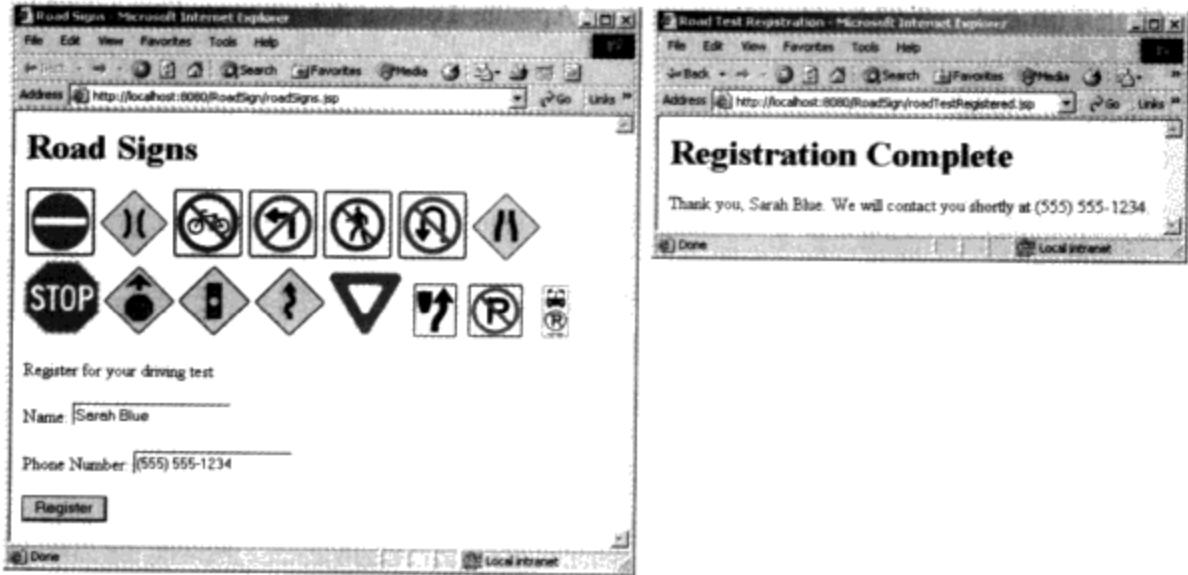 Road Signs - Microsoft Internet Explorer
File Edit View Favorites Tools Help
Search Favorites Media
Address http://localhost:8080/RoadSign/roadSigns.jsp Go Links »
Road Signs
STOP
P
P
Register for your driving test
Name: Sarah Blue
Phone Number: (555) 555-1234
Register
Done Local intranet
Road Test Registration - Microsoft Internet Explorer
File Edit View Favorites Tools Help
Back Search Favorites Media »
Address http://localhost:8080/RoadSign/roadTestRegistered.jsp Go Links »
Registration Complete
Thank you, Sarah Blue. We will contact you shortly at (555) 555-1234.
Done Local intranet